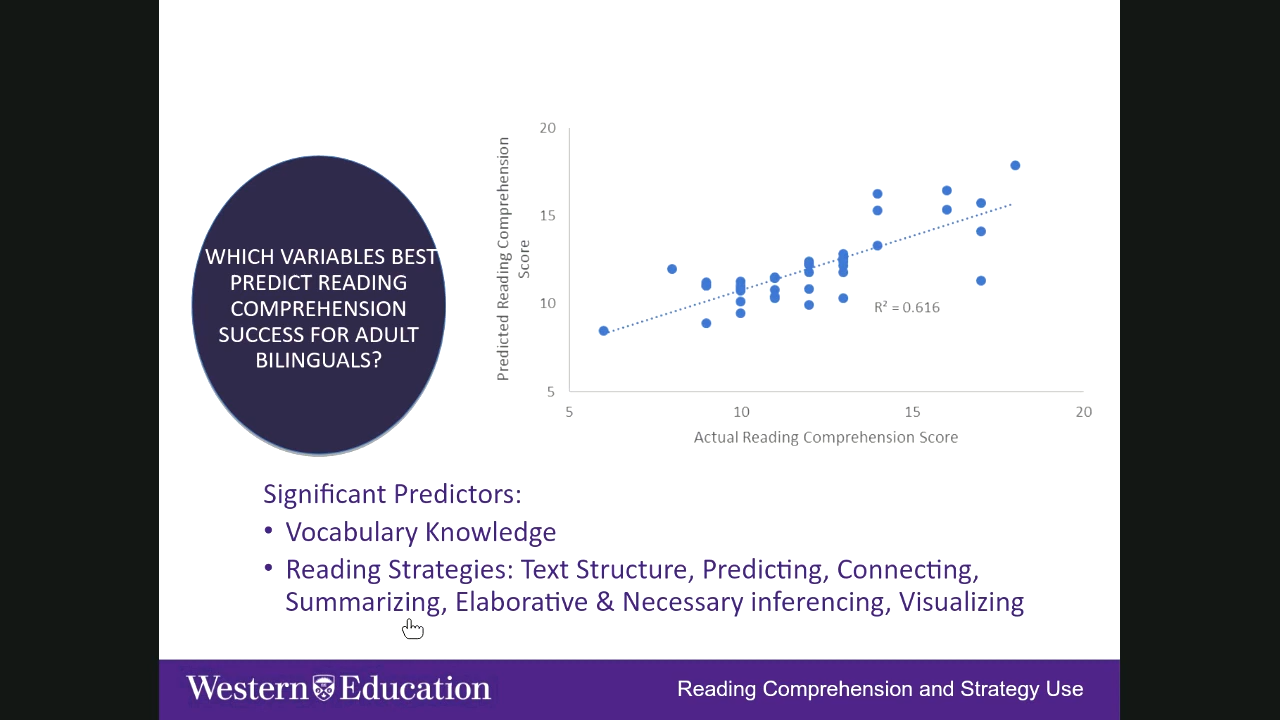 WHICH VARIABLES BEST
PREDICT READING
COMPREHENSION
SUCCESS FOR ADULT
BILINGUALS?
Predicted Reading Comprehension
Score
20
15
10
5
R² = 0.616
5
10
15
20
Actual Reading Comprehension Score
Significant Predictors:
• Vocabulary Knowledge
• Reading Strategies: Text Structure, Predicting, Connecting,
Summarizing, Elaborative & Necessary inferencing, Visualizing
Western Education
Reading Comprehension and Strategy Use